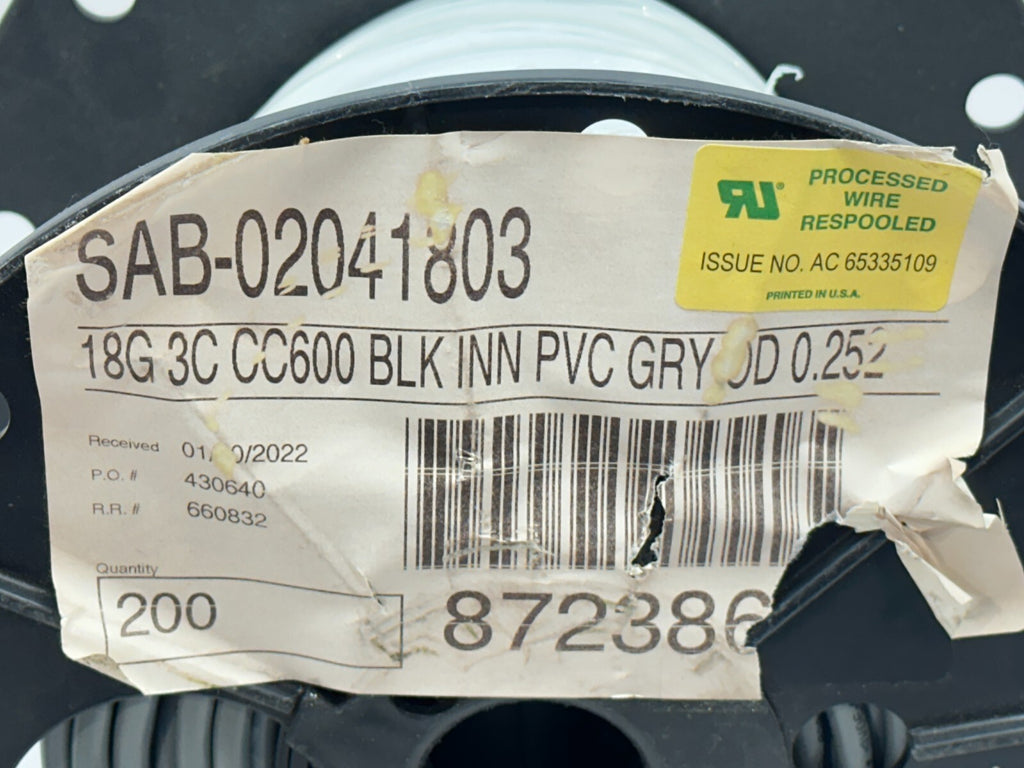 SAB-02041803
18G 3C CC600 BLK INN PVC GRY OD 0.252
RU®
PROCESSED
WIRE
RESPOOLED
ISSUE NO. AC 65335109
PRINTED IN U.S.A.
Received
P.O. # 430640
R.R. # 660832
Quantity
200
872386